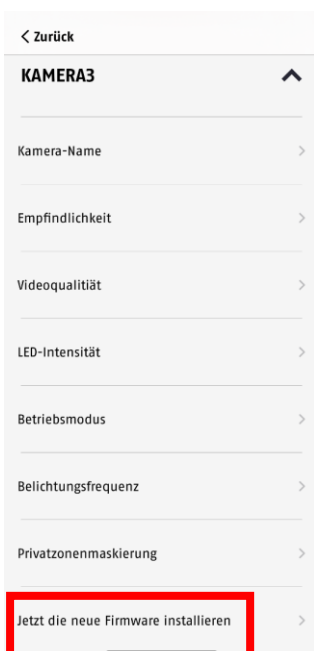 Zurück
KAMERA3
Kamera-Name
Empfindlichkeit
Videoqualitiät
LED-Intensität
Betriebsmodus
Belichtungsfrequenz
Privatzonenmaskierung
Jetzt die neue Firmware installieren